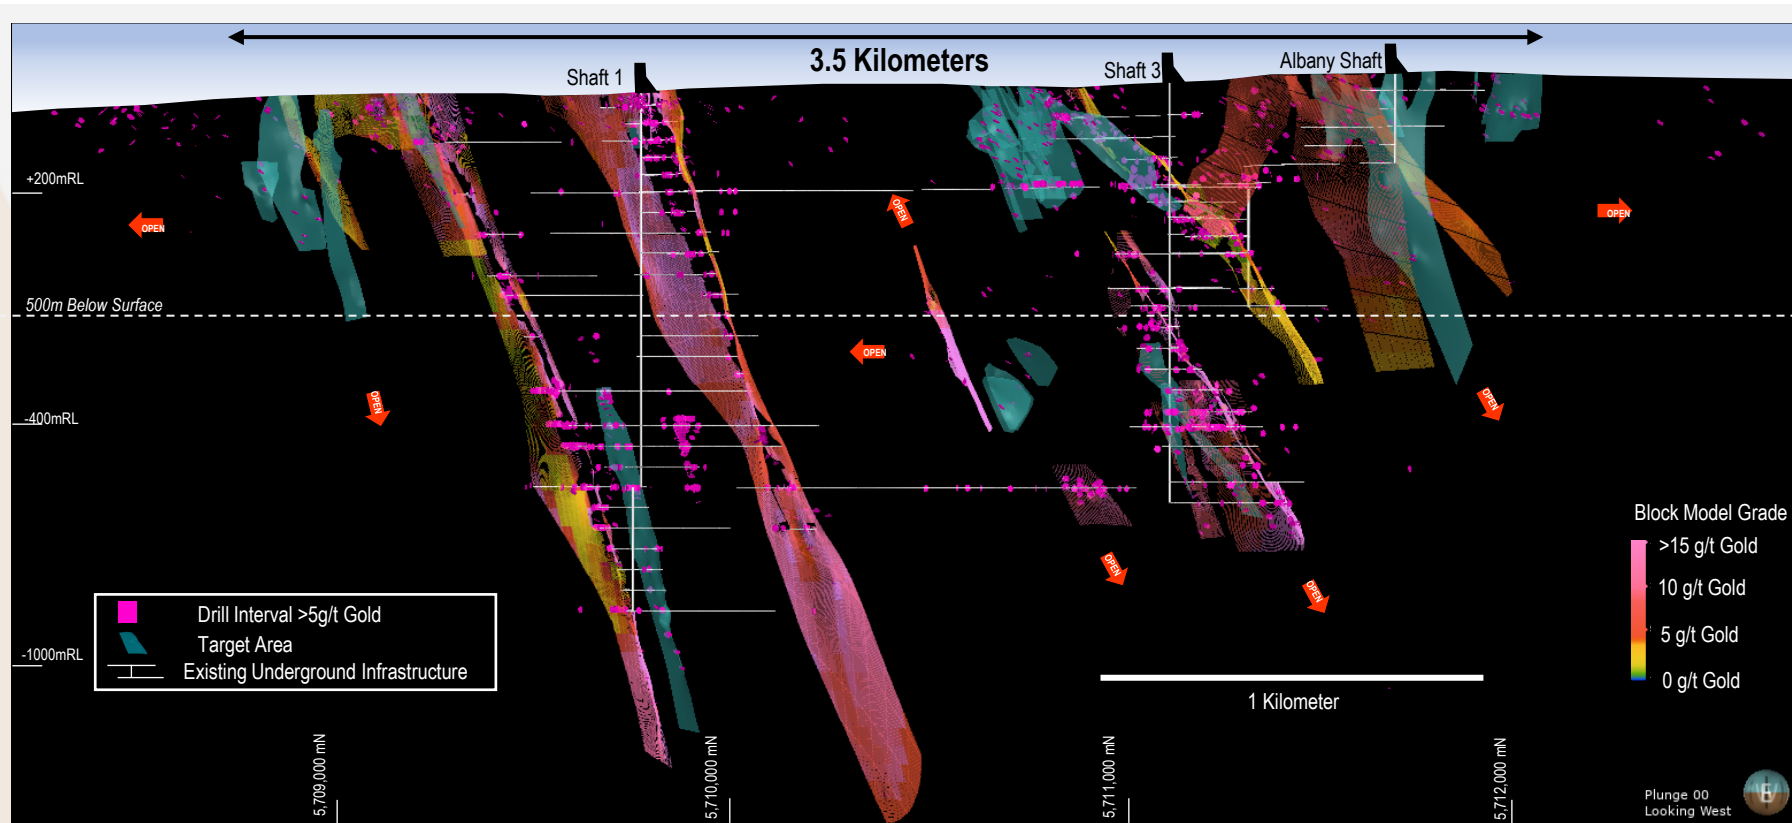 3.5 Kilometers
Shaft 1
Shaft 3
Albany Shaft
+200mRL
OPEN
OPEN
OPEN
500m Below Surface
OPEN
OPEN
OPEN
-400mRL
OPEN
OPEN
Block Model Grade
>15 g/t Gold
10 g/t Gold
5 g/t Gold
0 g/t Gold
Drill Interval >5g/t Gold
Target Area
Existing Underground Infrastructure
-1000mRL
1 Kilometer
5,709,000 mN
5,710,000 mN
5,711,000 mN
5,712,000 mN
Plunge 00
Looking West
E